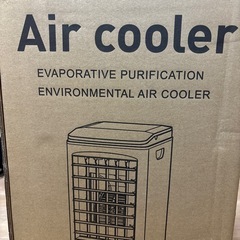 Air cooler
EVAPORATIVE PURIFICATION
ENVIRONMENTAL AIR COOLER